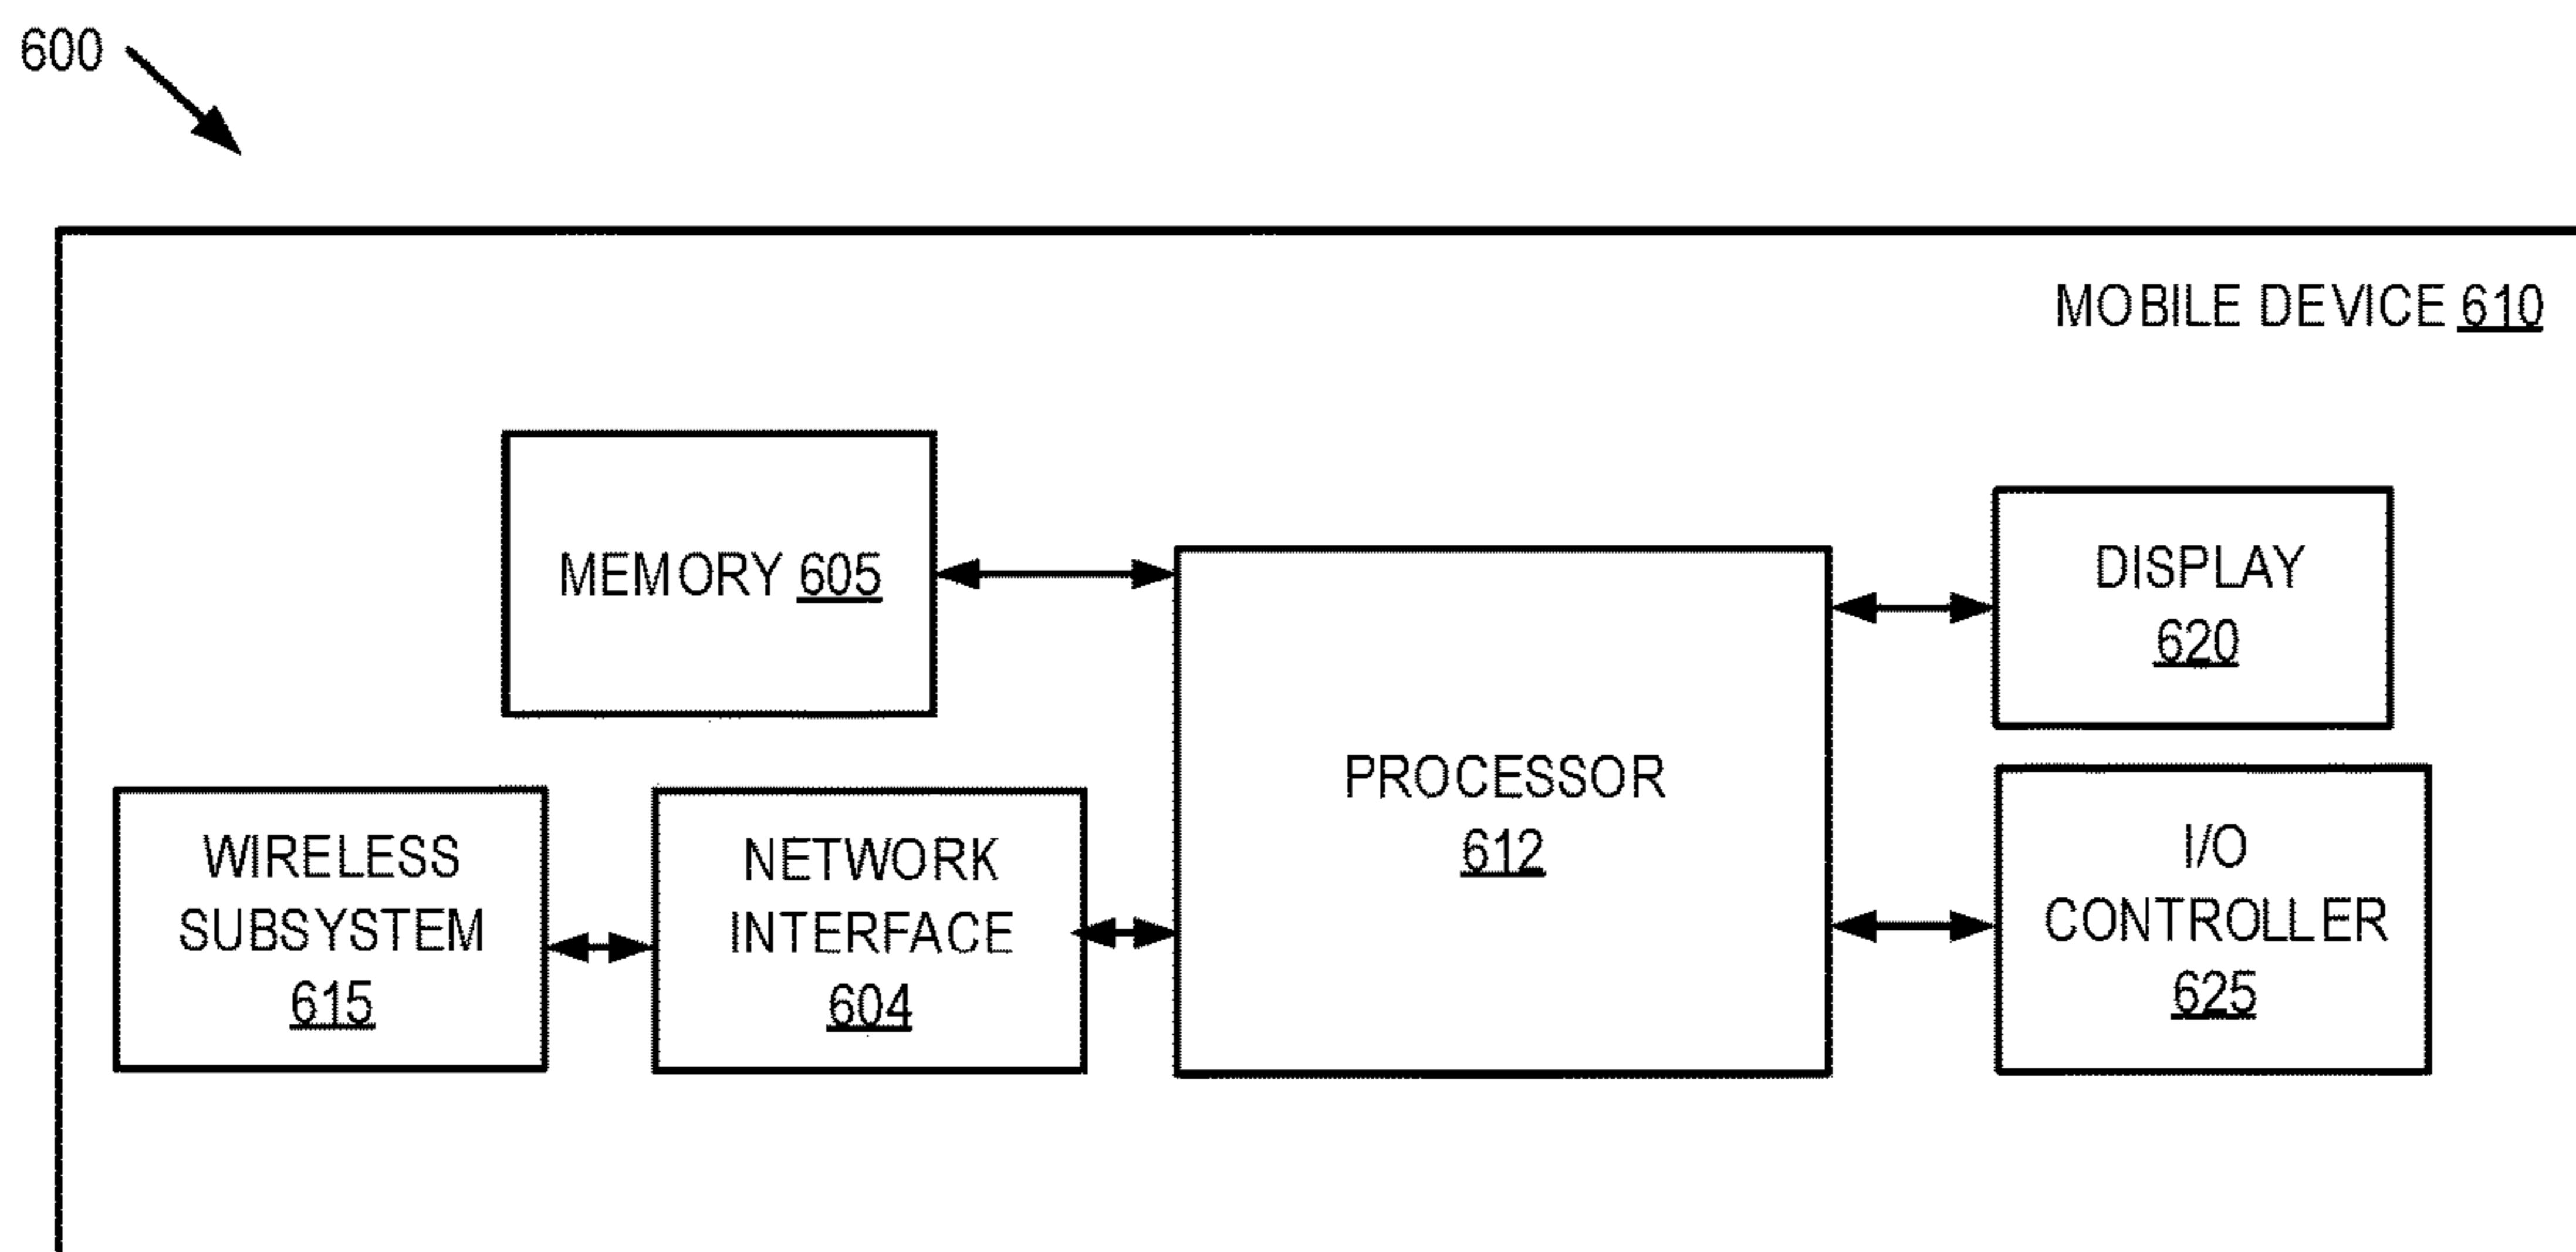 600
MOBILE DEVICE 610
MEMORY 605
DISPLAY
620
PROCESSOR
612
WIRELESS
SUBSYSTEM
615
NETWORK
INTERFACE
604
I/O
CONTROLLER
625